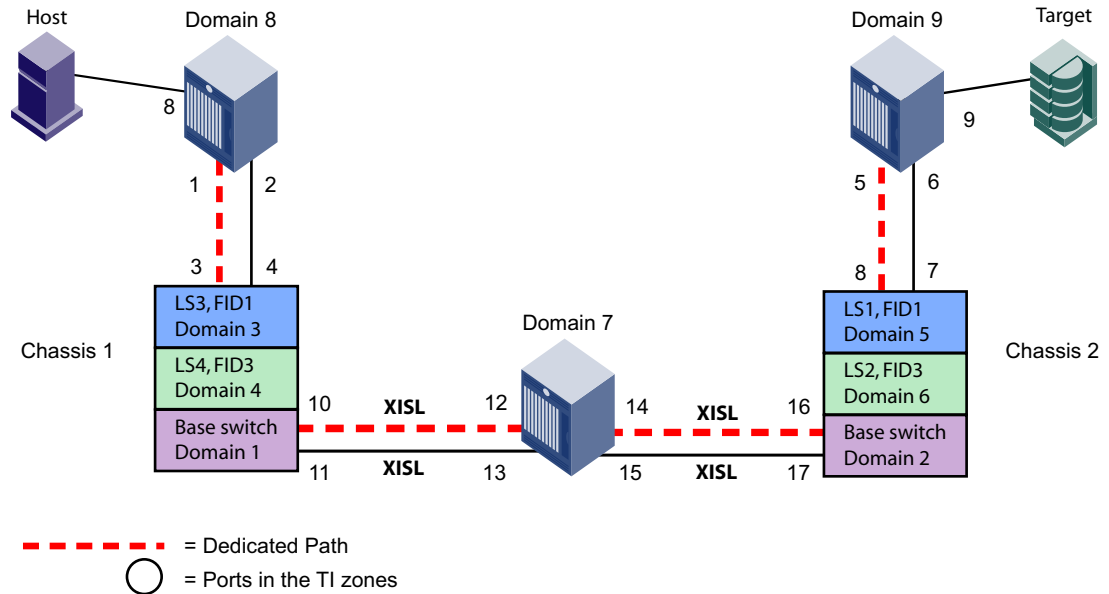 Host
Domain 8
Domain 9
Target
8
9
1
2
5
6
3
4
8
7
LS3, FID1
Domain 3
LS4, FID3
Domain 4
Base switch
Domain 1
Chassis 1
Domain 7
LS1, FID1
Domain 5
LS2, FID3
Domain 6
Base switch
Domain 2
Chassis 2
10
XISL
12
14
XISL
16
11
XISL
13
15
XISL
17
= Dedicated Path
= Ports in the TI zones